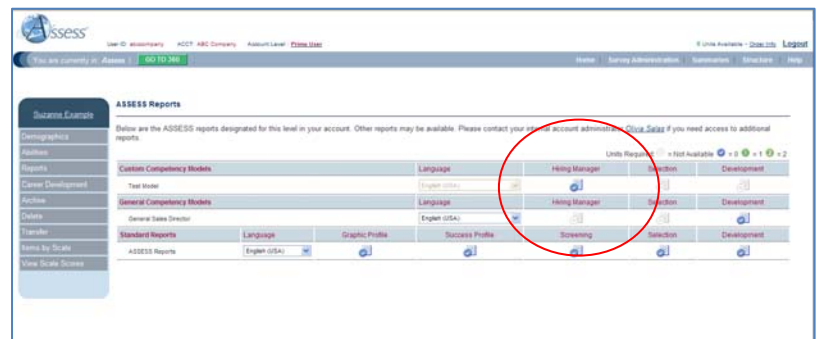 Assess
User-ID: abccompany ACCT: ABC Company Account Level: Prime User
Units Available - Order Info Logout
You are currently in: Assess | GO TO 360
Home | Survey Administration | Summaries | Structure | Help
Suzanne Example
Demographics
Abilities
Reports
Career Development
Archive
Delete
Transfer
Items by Scale
View Scale Scores
ASSESS Reports
Below are the ASSESS reports designated for this level in your account. Other reports may be available. Please contact your internal account administrator Olivia Salas if you need access to additional
reports.
Units Required: = Not Available = 0 = 1 = 2
Custom Competency Models Language Hiring Manager Selection Development
Test Model English (USA)
General Competency Models Language Hiring Manager Selection Development
General Sales Director English (USA)
Standard Reports Language Graphic Profile Success Profile Screening Selection Development
ASSESS Reports English (USA)